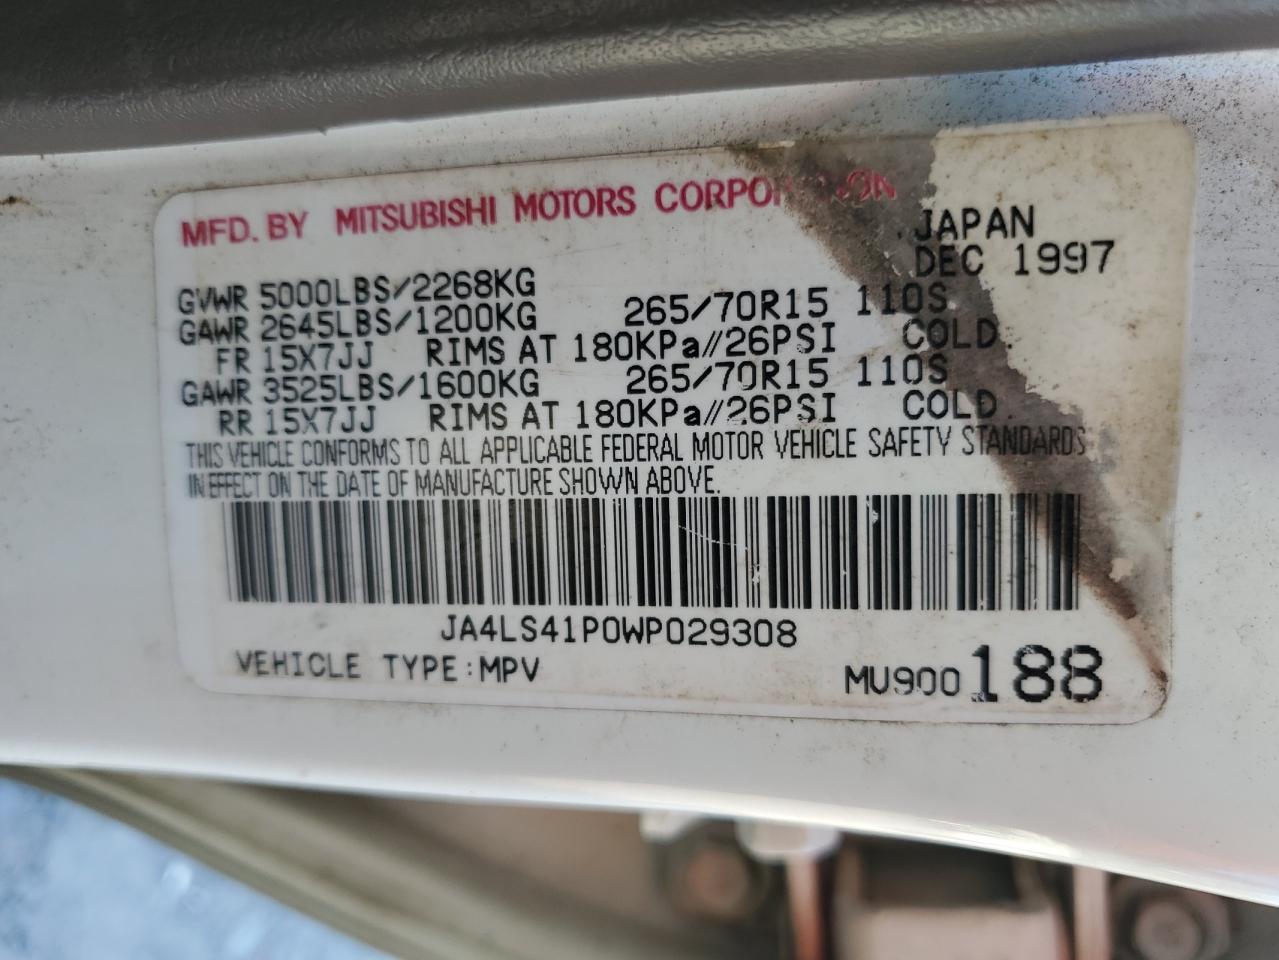 MFD. BY MITSUBISHI MOTORS CORPORATION
JAPAN
DEC 1997
GVWR 5000LBS/2268KG
GAWR 2645LBS/1200KG 265/70R15 110S
FR 15X7JJ RIMS AT 180KPa//26PSI COLD
GAWR 3525LBS/1600KG 265/70R15 110S
RR 15X7JJ RIMS AT 180KPa//26PSI COLD
THIS VEHICLE CONFORMS TO ALL APPLICABLE FEDERAL MOTOR VEHICLE SAFETY STANDARDS
IN EFFECT ON THE DATE OF MANUFACTURE SHOWN ABOVE.
JA4LS41P0WP029308
VEHICLE TYPE:MPV MU900188